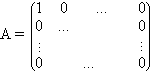 A = ( 1 0 ... 0
0 ... 0
⋮ ⋮
0 ... 0 )